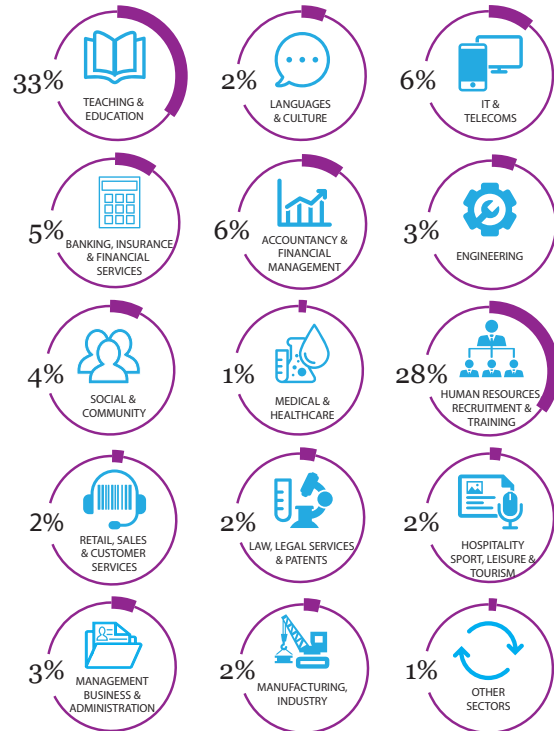 33%
TEACHING &
EDUCATION
2%
LANGUAGES
& CULTURE
6%
IT &
TELECOMS
5%
BANKING, INSURANCE
& FINANCIAL
SERVICES
6%
ACCOUNTANCY &
FINANCIAL
MANAGEMENT
3%
ENGINEERING
4%
SOCIAL &
COMMUNITY
1%
MEDICAL &
HEALTHCARE
28%
HUMAN RESOURCES
RECRUITMENT &
TRAINING
2%
RETAIL, SALES
& CUSTOMER
SERVICES
2%
LAW, LEGAL SERVICES
& PATENTS
2%
HOSPITALITY
SPORT, LEISURE &
TOURISM
3%
MANAGEMENT
BUSINESS &
ADMINISTRATION
2%
MANUFACTURING,
INDUSTRY
1%
OTHER
SECTORS